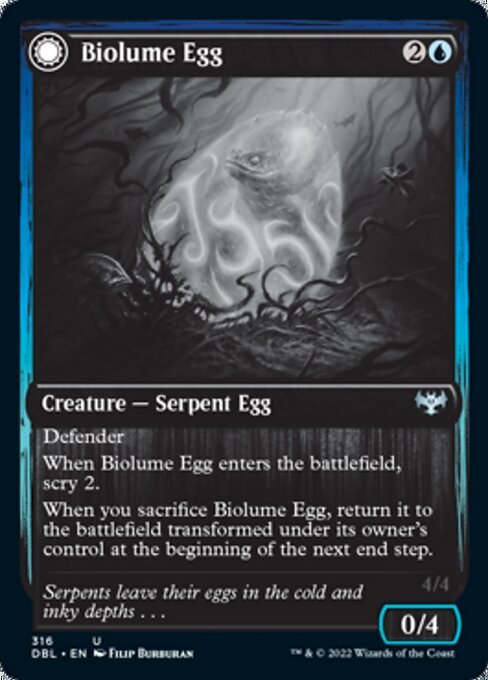 Biolume Egg 2
Creature — Serpent Egg
Defender
When Biolume Egg enters the battlefield,
scry 2.
When you sacrifice Biolume Egg, return it to
the battlefield transformed under its owner's
control at the beginning of the next end step.
4/4
Serpents leave their eggs in the cold and
inky depths . . .
0/4
316 U
DBL • EN Filip Burburan
™ & © 2022 Wizards of the Coast